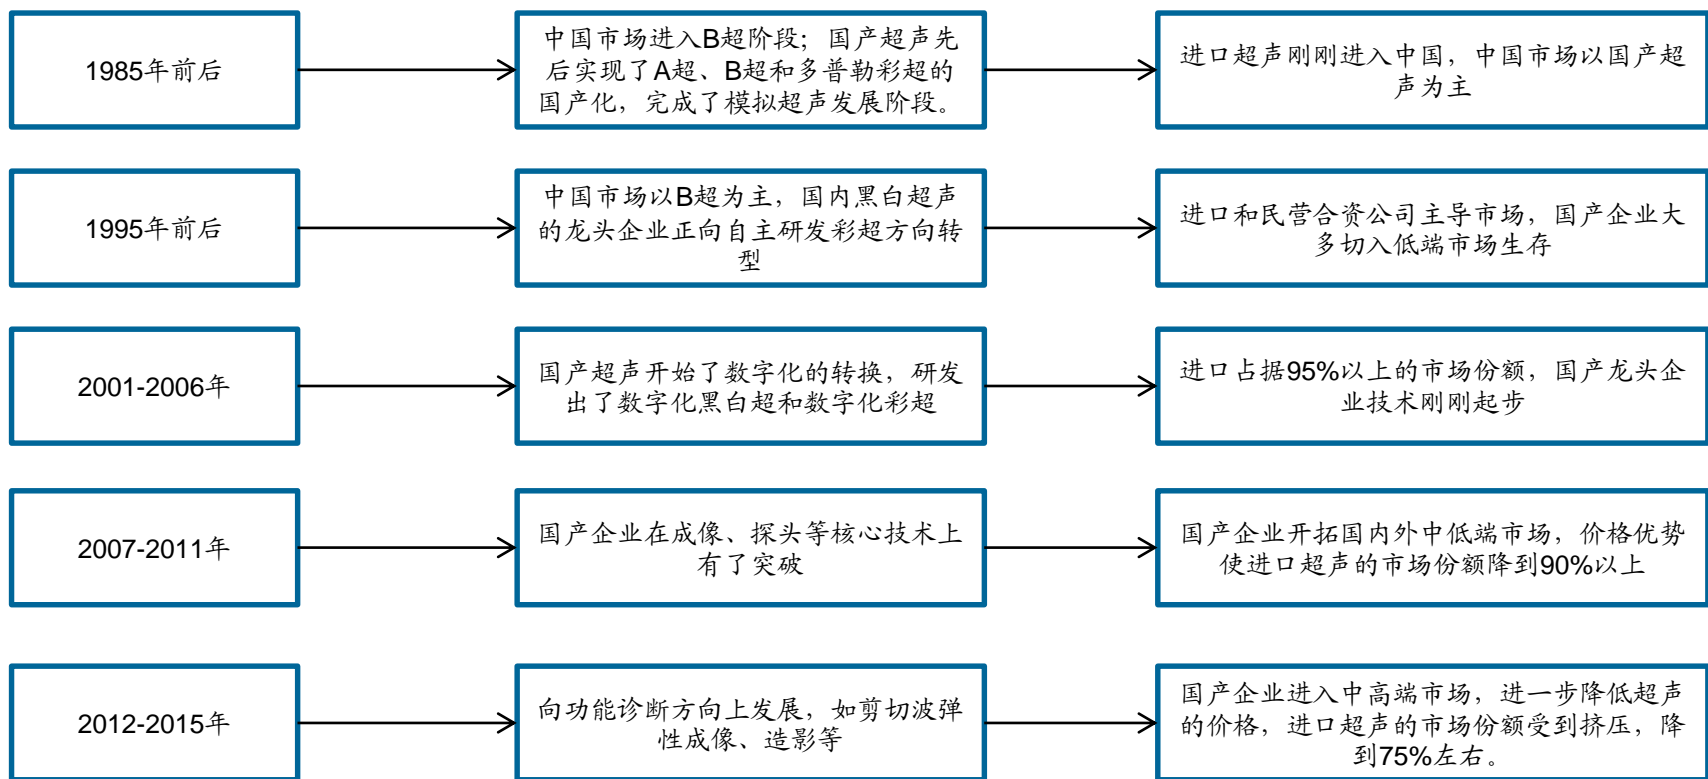 1985年前后
中国市场进入B超阶段；国产超声先
后实现了A超、B超和多普勒彩超的
国产化，完成了模拟超声发展阶段。
进口超声刚刚进入中国，中国市场以国产超
声为主
1995年前后
中国市场以B超为主，国内黑白超声
的龙头企业正向自主研发彩超方向转
型
进口和民营合资公司主导市场，国产企业大
多切入低端市场生存
2001-2006年
国产超声开始了数字化的转换，研发
出了数字化黑白超和数字化彩超
进口占据95%以上的市场份额，国产龙头企
业技术刚刚起步
2007-2011年
国产企业在成像、探头等核心技术上
有了突破
国产企业开拓国内外中低端市场，价格优势
使进口超声的市场份额降到90%以上
2012-2015年
向功能诊断方向上发展，如剪切波弹
性成像、造影等
国产企业进入中高端市场，进一步降低超声
的价格，进口超声的市场份额受到挤压，降
到75%左右。